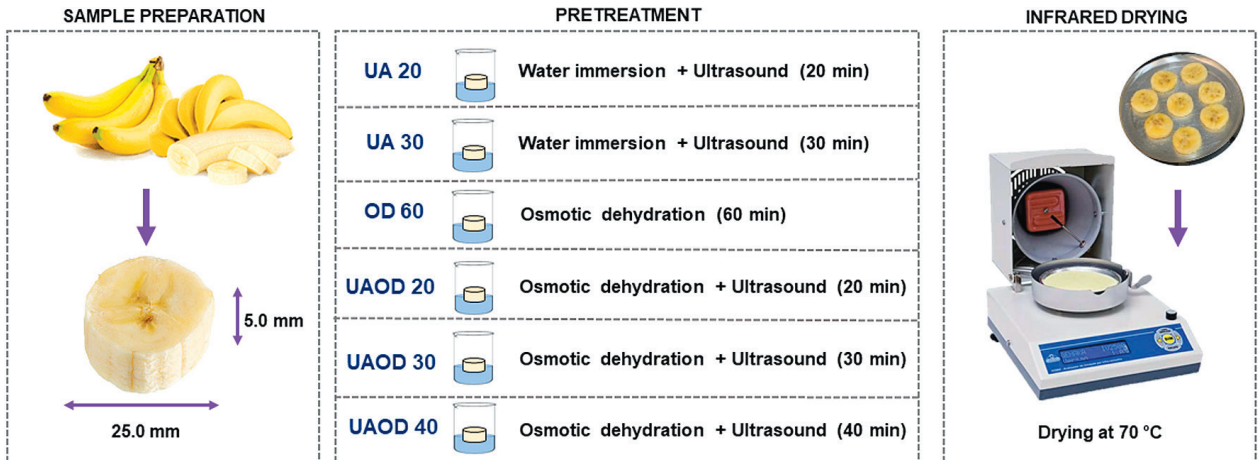 SAMPLE PREPARATION
5.0 mm
25.0 mm
PRETREATMENT
UA 20 Water immersion + Ultrasound (20 min)
UA 30 Water immersion + Ultrasound (30 min)
OD 60 Osmotic dehydration (60 min)
UAOD 20 Osmotic dehydration + Ultrasound (20 min)
UAOD 30 Osmotic dehydration + Ultrasound (30 min)
UAOD 40 Osmotic dehydration + Ultrasound (40 min)
INFRARED DRYING
Drying at 70 °C